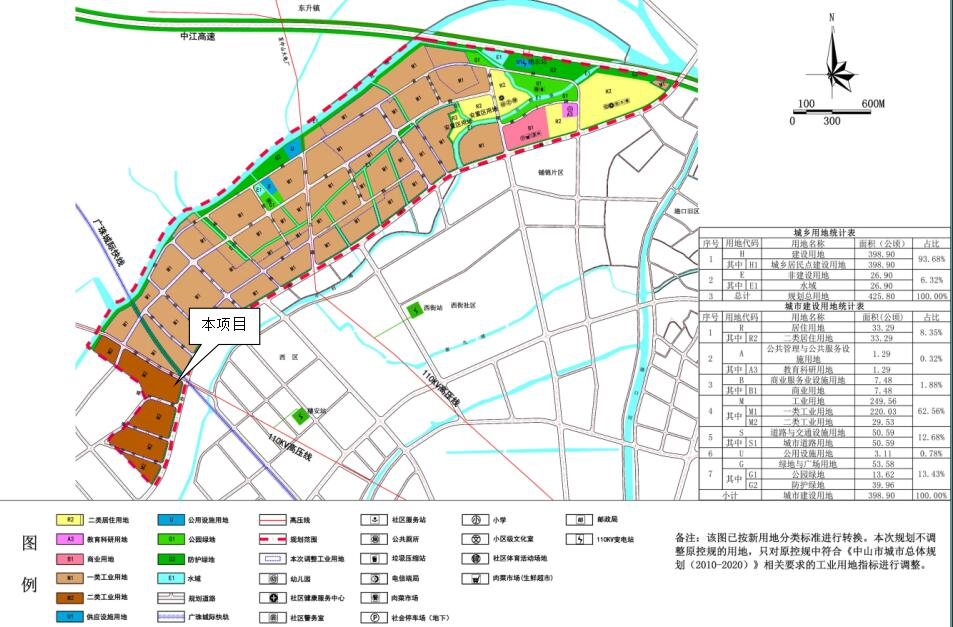 东升镇
中江高速
N
100 600M
0 300
铺锦片区
港口旧区
广珠城际快线
本项目
西街站
西街社区
西 区
110KV高压线
110KV高压线
安置区用地
安置区用地
城乡用地统计表
序号 用地代码 用地名称 面积（公顷） 占比
1 H 建设用地 398.90 93.68%
其中 H1 城乡居民点建设用地 398.90
2 E 非建设用地 26.90 6.32%
其中 E1 水域 26.90
3 总计 规划总用地 425.80 100.00%
城市建设用地统计表
序号 用地代码 用地名称 面积（公顷） 占比
1 R 居住用地 33.29 8.35%
其中 R2 二类居住用地 33.29
2 A 公共管理与公共服务设
施用地 1.29 0.32%
其中 A3 教育科研用地 1.29
3 B 商业服务业设施用地 7.48 1.88%
其中 B1 商业用地 7.48
4 M 工业用地 249.56 62.56%
其中 M1 一类工业用地 220.03
M2 二类工业用地 29.53
5 S 道路与交通设施用地 50.59 12.68%
其中 S1 城市道路用地 50.59
6 U 公用设施用地 3.11 0.78%
7 G 绿地与广场用地 53.58 13.43%
其中 G1 公园绿地 13.62
G2 防护绿地 39.96
小计 城市建设用地 398.90 100.00%
图
例
R2 二类居住用地
A3 教育科研用地
B1 商业用地
M1 一类工业用地
M2 二类工业用地
U1 供应设施用地
U 公用设施用地
G1 公园绿地
G2 防护绿地
E1 水域
规划道路
广珠城际快轨
高压线
规划范围
本次调整工业用地
幼儿园
社区健康服务中心
社区警务室
社区服务站
公共厕所
垃圾压缩站
电信端局
肉菜市场
P 社会停车场（地下）
小 小学
文 小区级文化室
社区体育活动场地
肉菜市场(生鲜超市)
邮政局
110KV变电站
备注：该图已按新用地分类标准进行转换。本次规划不调
整原控规的用地，只对原控规中符合《中山市城市总体规
划（2010-2020）》相关要求的工业用地指标进行调整。